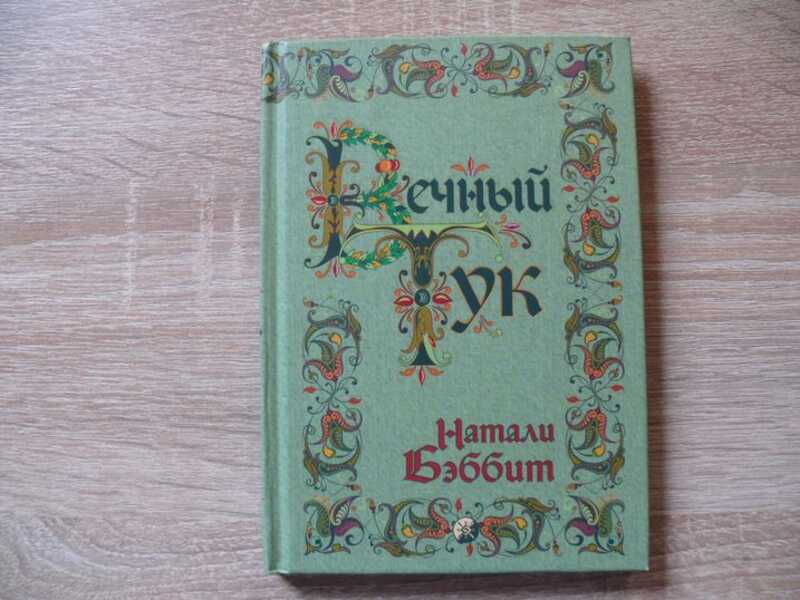 Вечный
Тук
Натали
Бэббит